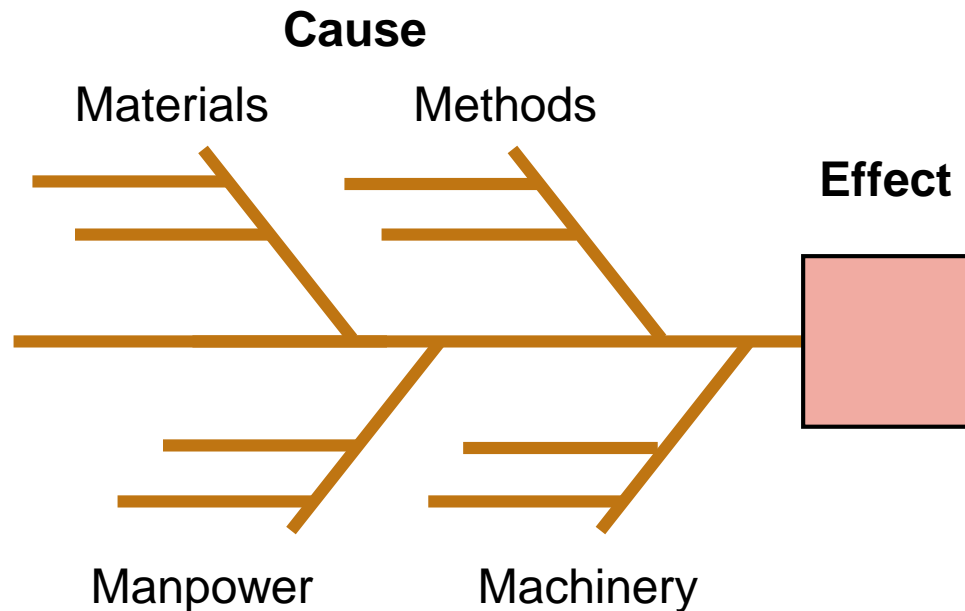 Cause
Materials
Methods
Effect
Manpower
Machinery